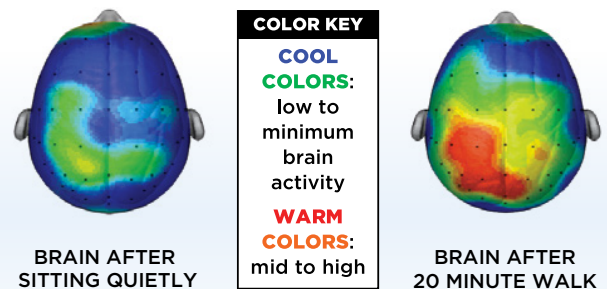 BRAIN AFTER
SITTING QUIETLY
COLOR KEY
COOL
COLORS:
low to
minimum
brain
activity
WARM
COLORS:
mid to high
BRAIN AFTER
20 MINUTE WALK